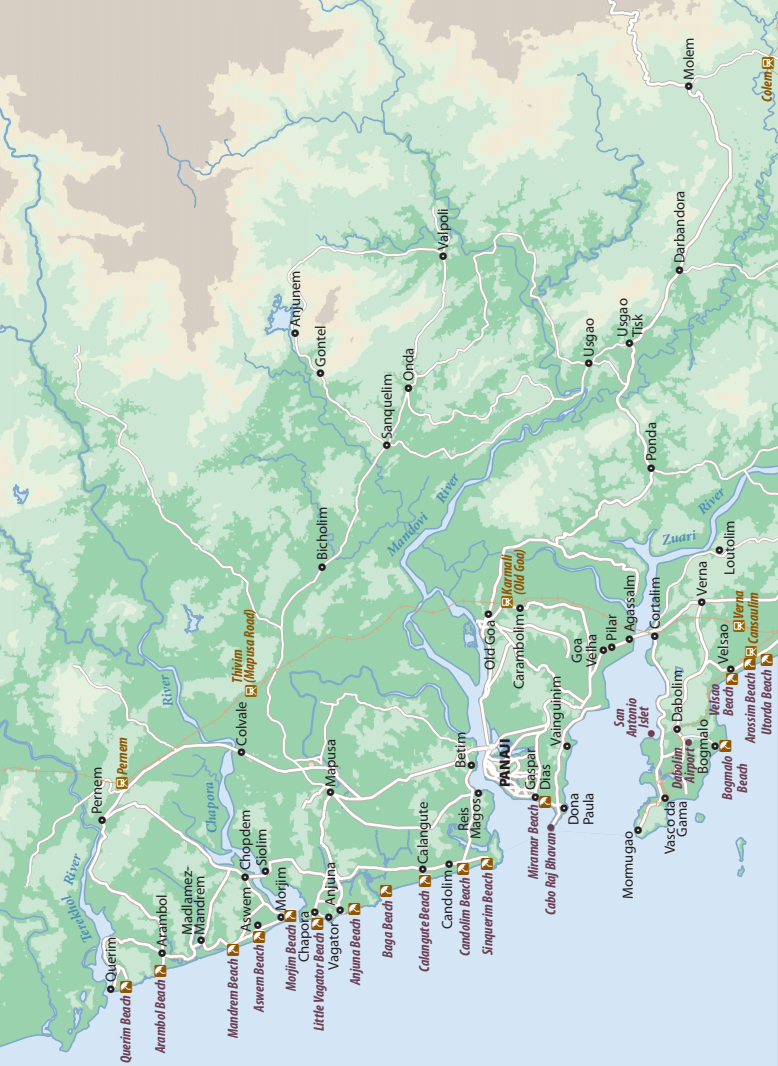 Molem
Colem
Darbandora
Valpoli
Anjunem
Gontel
Usgao
Usgao
Tisk
Onda
Sanquelim
Ponda
Mandovi River
Zuari River
Bicholim
Loutolim
Karmali
(Old Goa)
Old Goa
Carambolim
Agassaim
Pilar
Goa
Velha
Cortalim
Verna
Verna
Cansaulim
Velsao
Velsao
Beach
Arossim Beach
Utorda Beach
San
Antonio
Islet
Dabolim
Dabolim
Airport
Bogmalo
Bogmalo
Beach
Vasco da
Gama
Mormugao
Thivim
(Mapusa Road)
Colvale
Chapora River
Pernem
Pernem
Terekhol River
Mapusa
Betim
PANAJI
Vainguinim
Gaspar
Dias
Dona
Paula
Miramar Beach
Cabo Raj Bhavan
Reis
Magos
Calangute
Candolim
Calangute Beach
Candolim Beach
Sinquerim Beach
Baga Beach
Chopdem
Siolim
Morjim
Aswem
Madlamez-
Mandrem
Arambol
Querim
Querim Beach
Arambol Beach
Mandrem Beach
Aswem Beach
Morjim Beach
Chapora
Little Vagator Beach
Vagator
Anjuna
Anjuna Beach